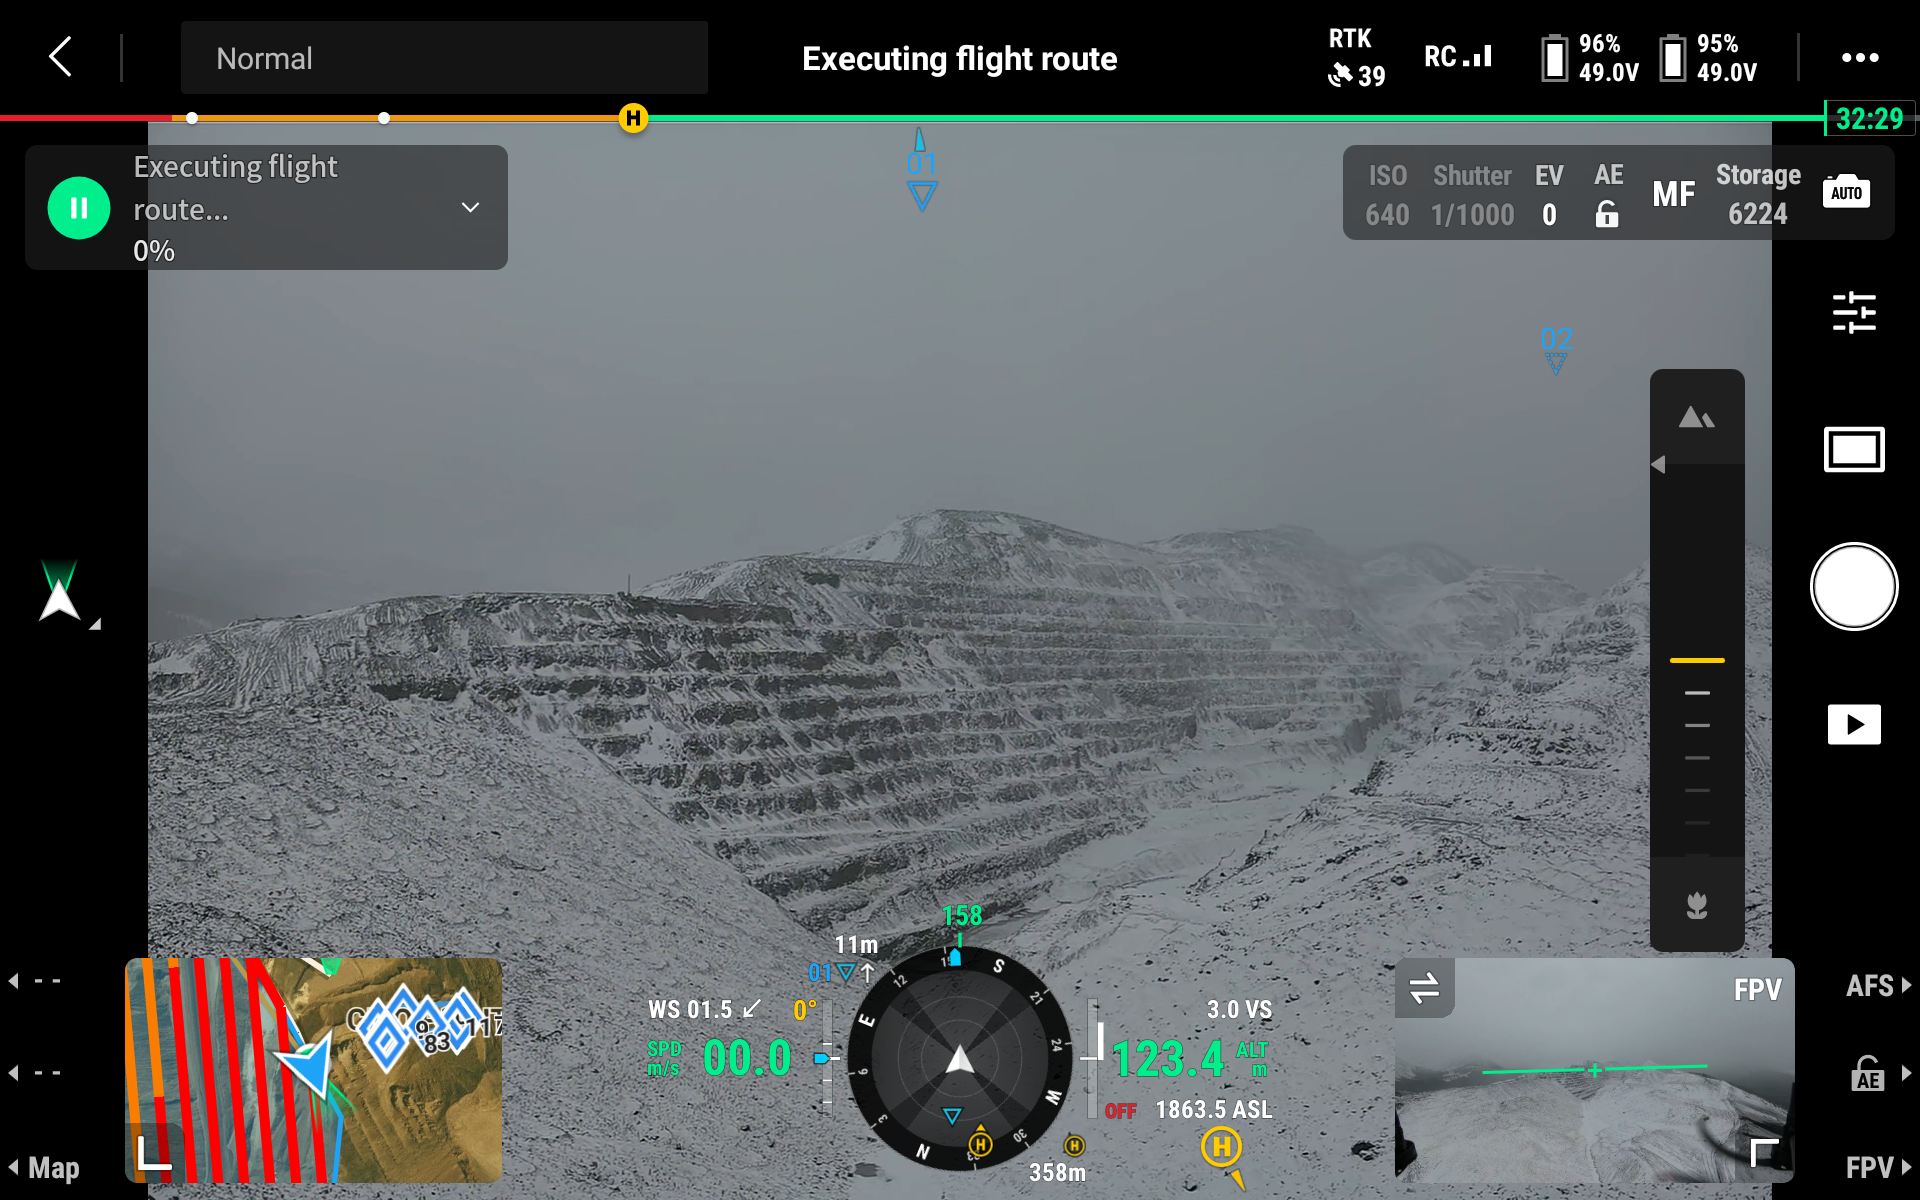 Normal
Executing flight route
RTK
39
RC
96%
49.0V
95%
49.0V
H
32:29
Executing flight
route...
0%
01
ISO
640
Shutter
1/1000
EV
0
AE
MF
Storage
6224
AUTO
02
158
11m
01
WS 01.5
0°
SPD
m/s
00.0
S
21
24
W
30
33
N
3
6
E
12
3.0 VS
123.4
ALT
m
OFF
1863.5 ASL
H
H
358m
H
83
FPV
AFS
AE
Map
FPV